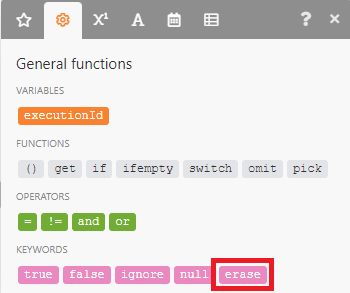 X¹ A ? ×
General functions
VARIABLES
executionId
FUNCTIONS
() get if ifempty switch omit pick
OPERATORS
= != and or
KEYWORDS
true false ignore null erase